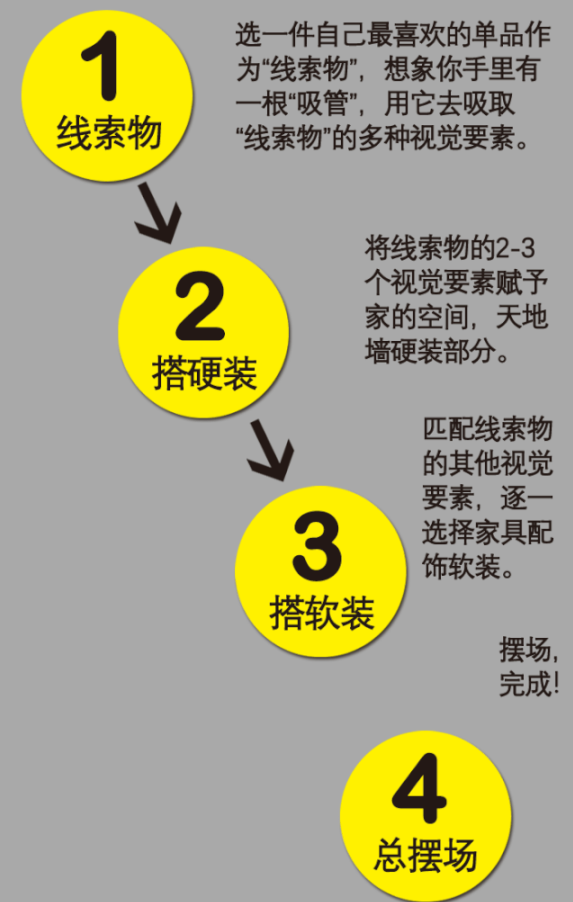 1
线索物
选一件自己最喜欢的单品作
为“线索物”，想象你手里有
一根“吸管”，用它去吸取
“线索物”的多种视觉要素。
2
搭硬装
将线索物的2-3
个视觉要素赋予
家的空间，天地
墙硬装部分。
3
搭软装
匹配线索物
的其他视觉
要素，逐一
选择家具配
饰软装。
4
总摆场
摆场，
完成！